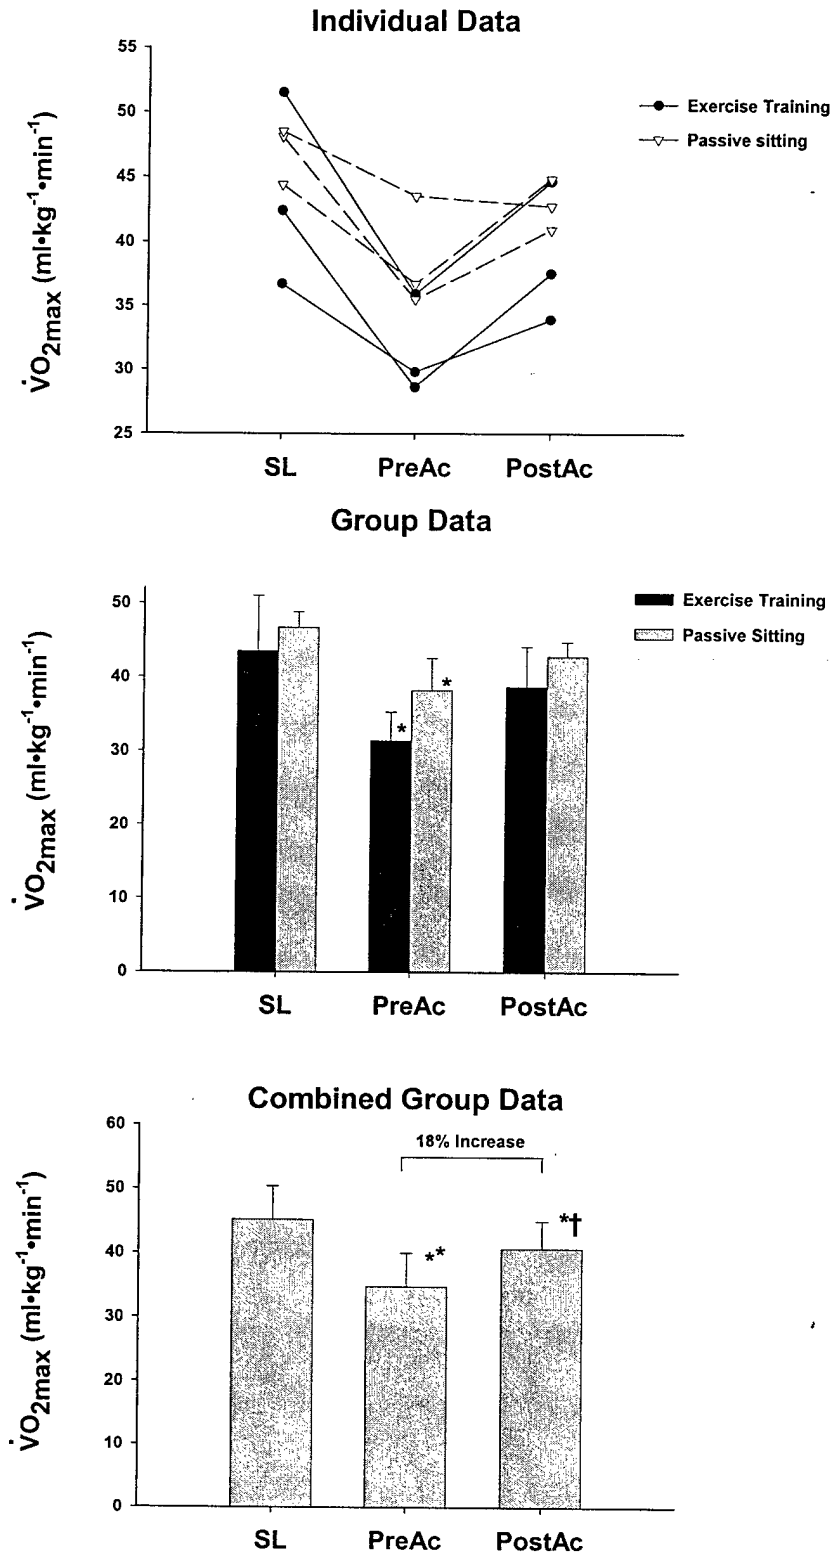 Individual Data
55
50
45
40
35
30
25
V̇O2max (ml•kg-1•min-1)
Exercise Training
Passive sitting
SL PreAc PostAc
Group Data
50
40
30
20
10
0
V̇O2max (ml•kg-1•min-1)
Exercise Training
Passive Sitting
*
*
SL PreAc PostAc
Combined Group Data
60
50
40
30
20
10
0
V̇O2max (ml•kg-1•min-1)
18% Increase
**
*†
SL PreAc PostAc